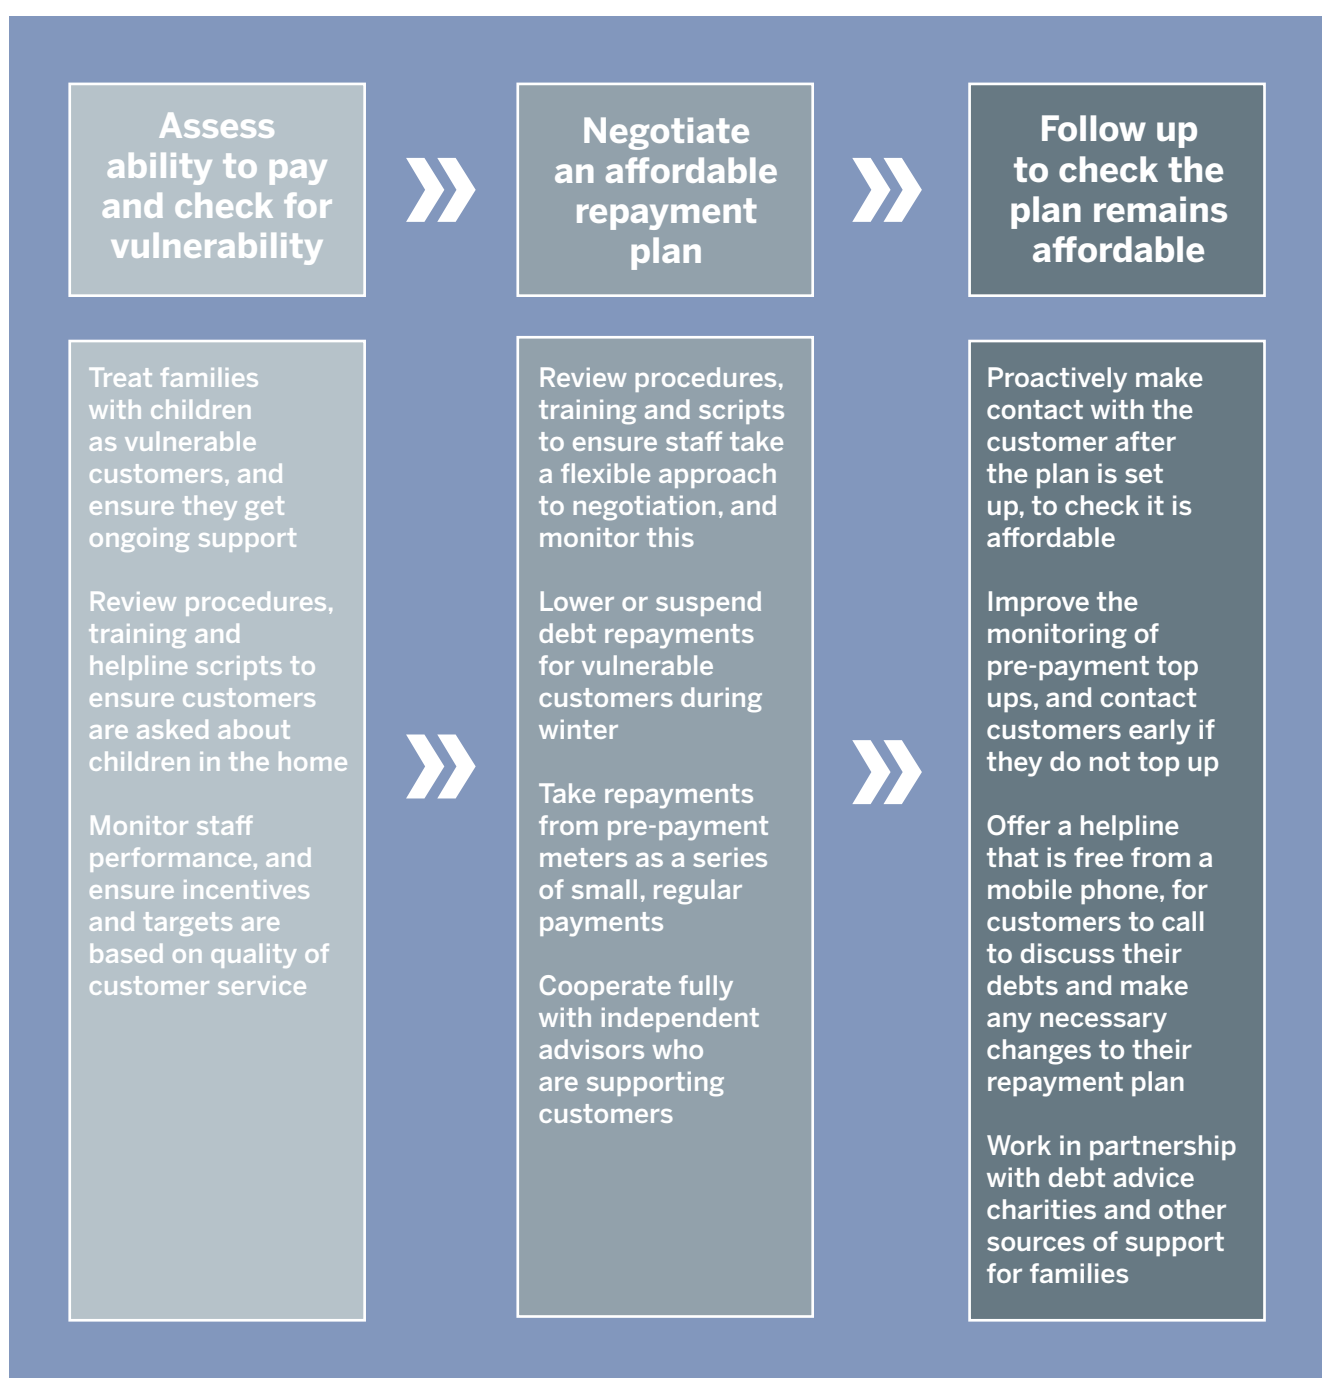 Assess
ability to pay
and check for
vulnerability
Negotiate
an affordable
repayment
plan
Follow up
to check the
plan remains
affordable
Treat families
with children
as vulnerable
customers, and
ensure they get
ongoing support
Review procedures,
training and
helpline scripts to
ensure customers
are asked about
children in the home
Monitor staff
performance, and
ensure incentives
and targets are
based on quality of
customer service
Review procedures,
training and scripts
to ensure staff take
a flexible approach
to negotiation, and
monitor this
Lower or suspend
debt repayments
for vulnerable
customers during
winter
Take repayments
from pre-payment
meters as a series
of small, regular
payments
Cooperate fully
with independent
advisors who
are supporting
customers
Proactively make
contact with the
customer after
the plan is set
up, to check it is
affordable
Improve the
monitoring of
pre-payment top
ups, and contact
customers early if
they do not top up
Offer a helpline
that is free from a
mobile phone, for
customers to call
to discuss their
debts and make
any necessary
changes to their
repayment plan
Work in partnership
with debt advice
charities and other
sources of support
for families